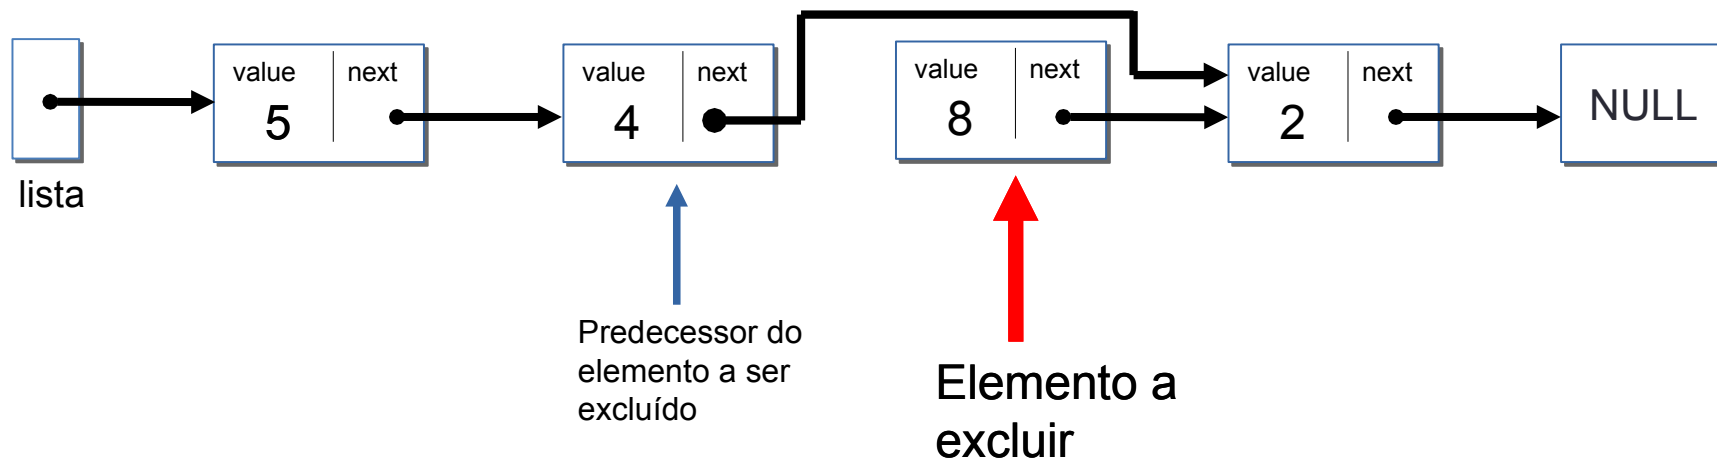 value next
5
value next
4
value next
8
value next
2
NULL
lista
Predecessor do
elemento a ser
excluído
Elemento a
excluir